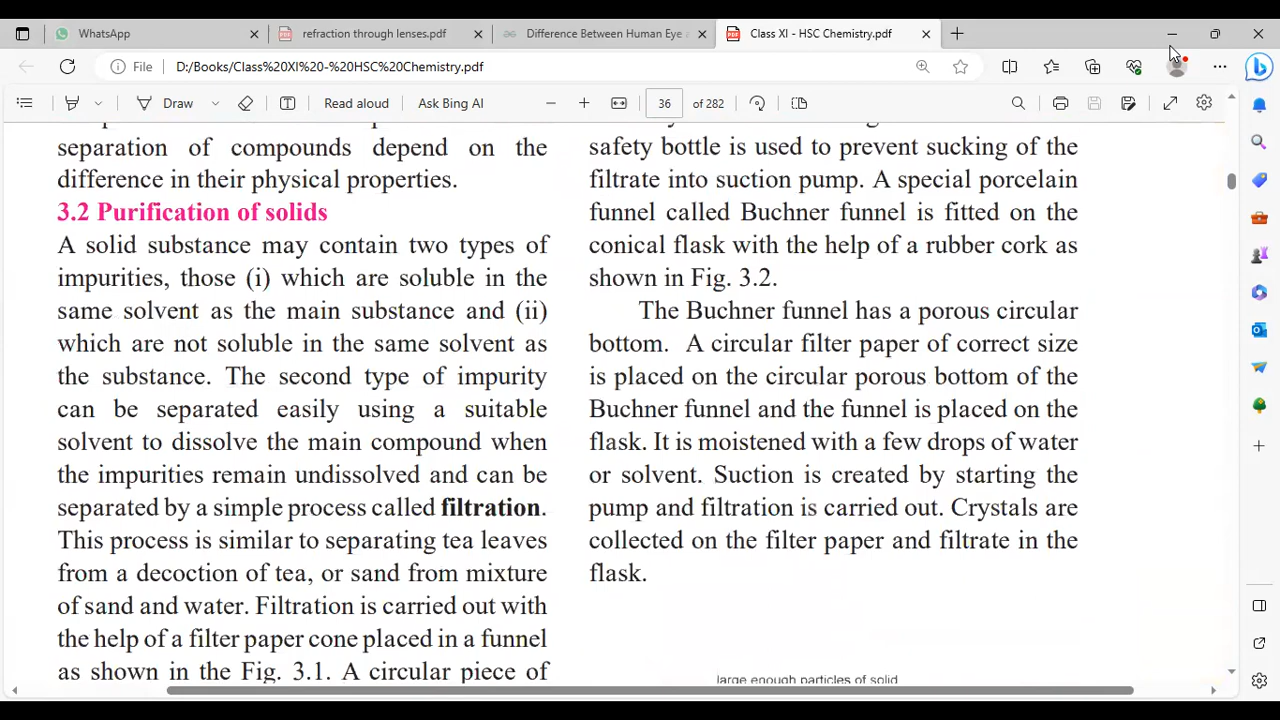 WhatsApp
refraction through lenses.pdf
Difference Between Human Eye a
Class XI - HSC Chemistry.pdf
File
D:/Books/Class%20XI%20-%20HSC%20Chemistry.pdf
Draw
Read aloud
Ask Bing AI
36
of 282
separation of compounds depend on the
difference in their physical properties.
3.2 Purification of solids
A solid substance may contain two types of
impurities, those (i) which are soluble in the
same solvent as the main substance and (ii)
which are not soluble in the same solvent as
the substance. The second type of impurity
can be separated easily using a suitable
solvent to dissolve the main compound when
the impurities remain undissolved and can be
separated by a simple process called filtration.
This process is similar to separating tea leaves
from a decoction of tea, or sand from mixture
of sand and water. Filtration is carried out with
the help of a filter paper cone placed in a funnel
as shown in the Fig. 3.1. A circular piece of
safety bottle is used to prevent sucking of the
filtrate into suction pump. A special porcelain
funnel called Buchner funnel is fitted on the
conical flask with the help of a rubber cork as
shown in Fig. 3.2.
The Buchner funnel has a porous circular
bottom. A circular filter paper of correct size
is placed on the circular porous bottom of the
Buchner funnel and the funnel is placed on the
flask. It is moistened with a few drops of water
or solvent. Suction is created by starting the
pump and filtration is carried out. Crystals are
collected on the filter paper and filtrate in the
flask.
large enough particles of solid